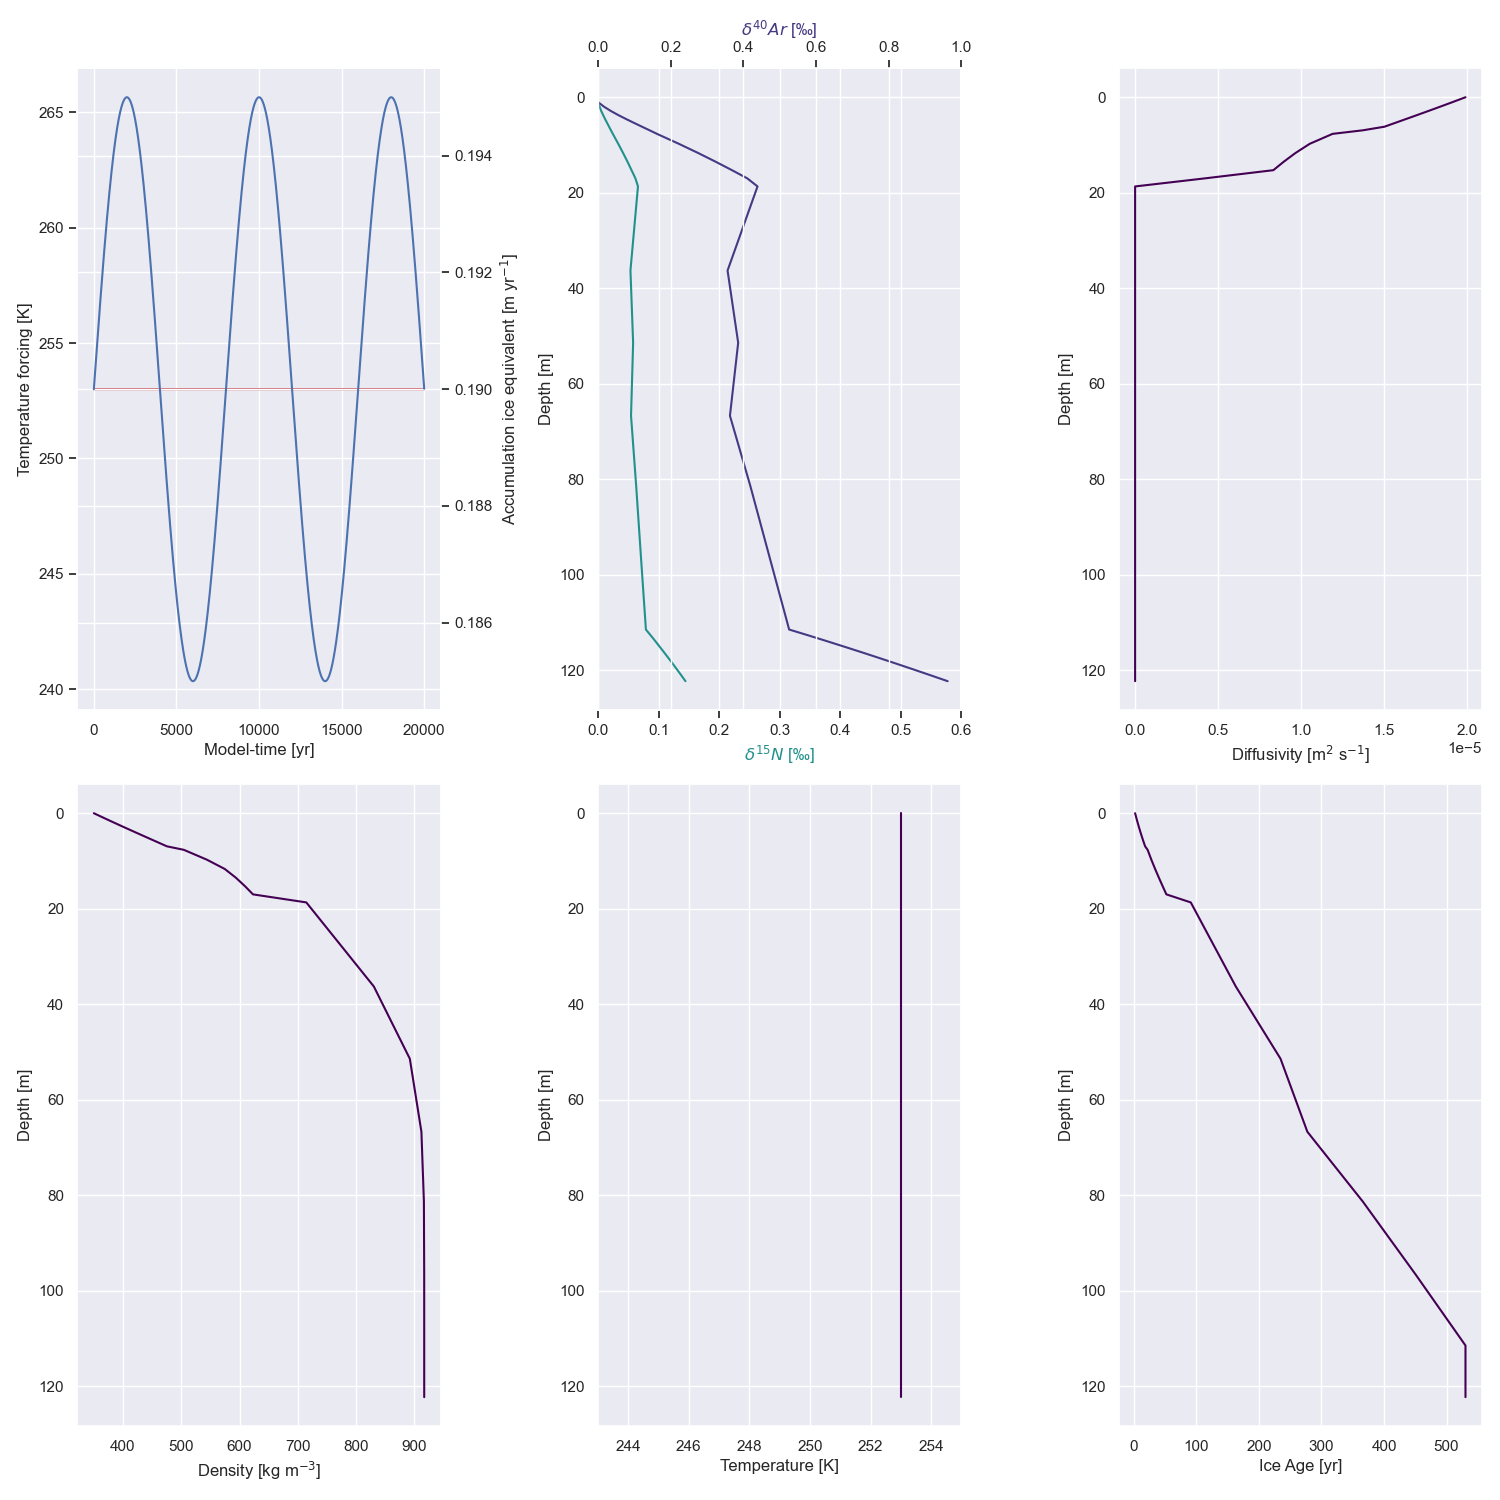 Temperature forcing [K]
265
260
255
250
245
240
0 5000 10000 15000 20000
Model-time [yr]
0.194
0.192
0.190
0.188
0.186
Accumulation ice equivalent [m yr⁻¹]
δ⁴⁰Ar [‰]
0.0 0.2 0.4 0.6 0.8 1.0
Depth [m]
0
20
40
60
80
100
120
0.0 0.1 0.2 0.3 0.4 0.5 0.6
δ¹⁵N [‰]
Depth [m]
0
20
40
60
80
100
120
0.0 0.5 1.0 1.5 2.0
1e−5
Diffusivity [m² s⁻¹]
Depth [m]
0
20
40
60
80
100
120
400 500 600 700 800 900
Density [kg m⁻³]
Depth [m]
0
20
40
60
80
100
120
244 246 248 250 252 254
Temperature [K]
Depth [m]
0
20
40
60
80
100
120
0 100 200 300 400 500
Ice Age [yr]